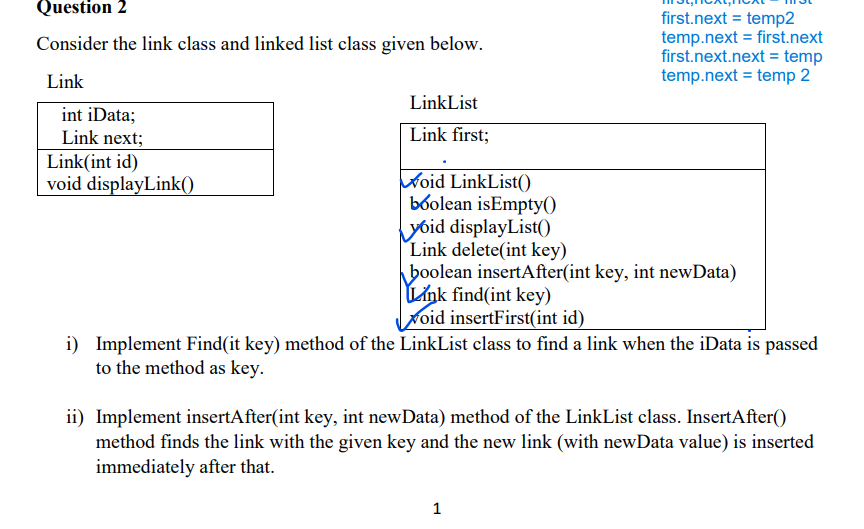 Question 2
Consider the link class and linked list class given below.
first.next = temp2
temp.next = first.next
first.next.next = temp
temp.next = temp 2
Link
int iData;
Link next;
Link(int id)
void displayLink()
LinkList
Link first;
void LinkList()
boolean isEmpty()
void displayList()
Link delete(int key)
boolean insertAfter(int key, int newData)
Link find(int key)
void insertFirst(int id)
i) Implement Find(it key) method of the LinkList class to find a link when the iData is passed
to the method as key.
ii) Implement insertAfter(int key, int newData) method of the LinkList class. InsertAfter()
method finds the link with the given key and the new link (with newData value) is inserted
immediately after that.
1